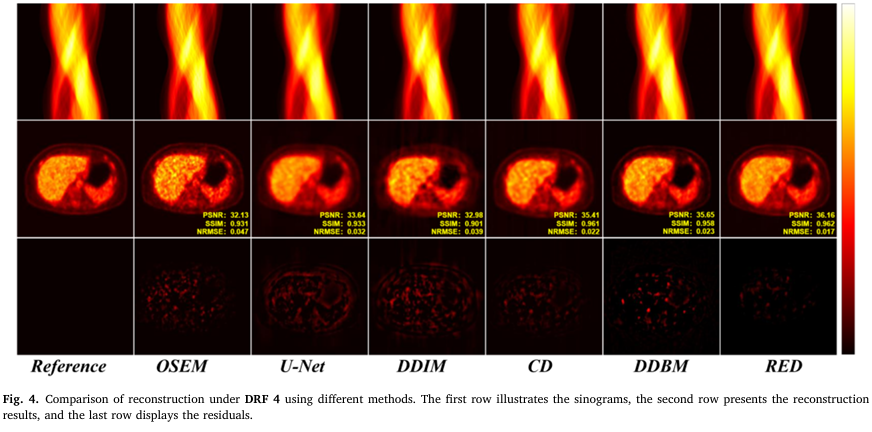 PSNR: 32.13
SSIM: 0.931
NRMSE: 0.047
PSNR: 33.64
SSIM: 0.933
NRMSE: 0.032
PSNR: 32.98
SSIM: 0.901
NRMSE: 0.039
PSNR: 35.41
SSIM: 0.961
NRMSE: 0.022
PSNR: 35.65
SSIM: 0.958
NRMSE: 0.023
PSNR: 36.16
SSIM: 0.962
NRMSE: 0.017
Reference OSEM U-Net DDIM CD DDBM RED
Fig. 4. Comparison of reconstruction under DRF 4 using different methods. The first row illustrates the sinograms, the second row presents the reconstruction
results, and the last row displays the residuals.